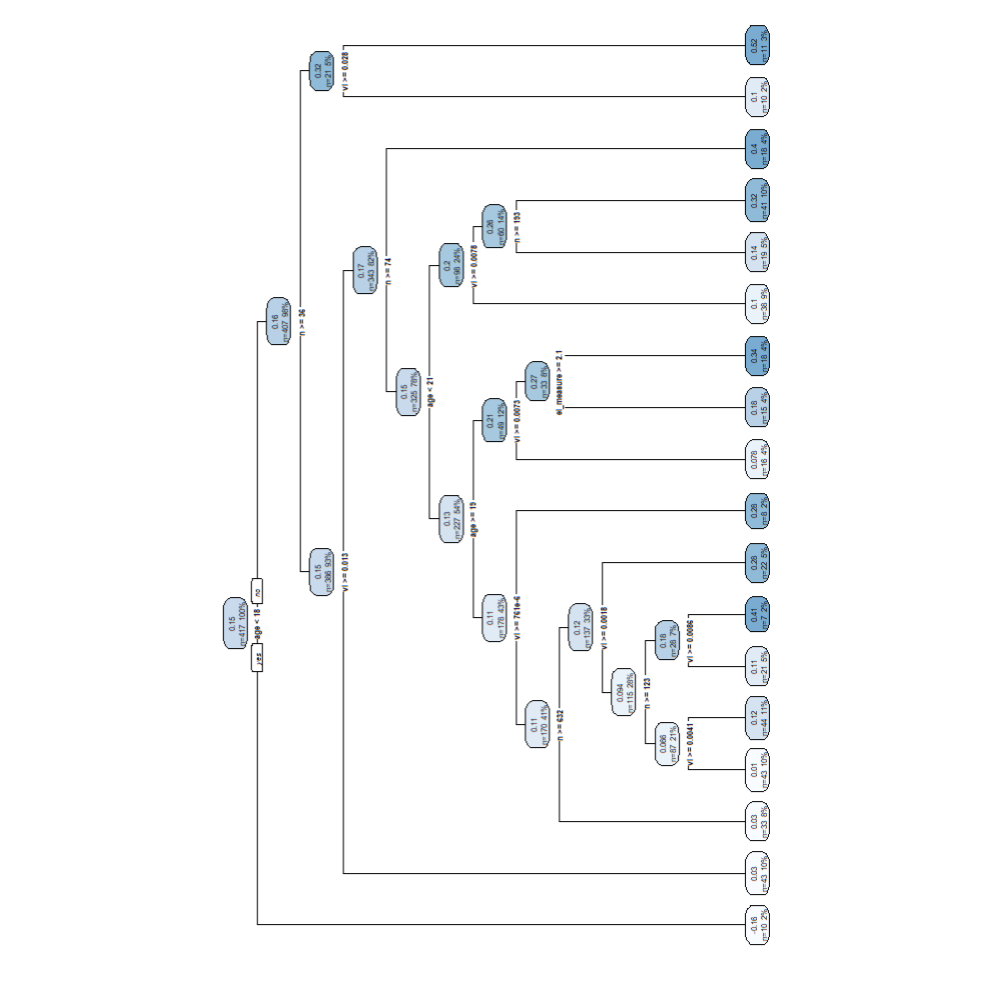 0.15
n=417 100%
yes
age < 18
no
0.16
n=407 98%
n >= 36
0.15
n=386 93%
vi >= 0.013
0.32
n=21 5%
vi >= 0.028
0.17
n=343 82%
n >= 74
0.15
n=325 78%
age < 21
0.13
n=227 54%
age >= 19
0.2
n=98 24%
vi >= 0.0078
0.11
n=178 43%
vi >= 761e-6
0.21
n=49 12%
vi >= 0.0073
0.26
n=60 14%
n >= 193
0.11
n=170 41%
n >= 632
0.27
n=33 8%
ei_measure >= 2.1
0.12
n=137 33%
vi >= 0.0018
0.094
n=115 28%
n >= 123
0.066
n=87 21%
vi >= 0.0041
0.18
n=28 7%
vi >= 0.0086
-0.16
n=10 2%
0.03
n=43 10%
0.03
n=33 8%
0.01
n=43 10%
0.12
n=44 11%
0.11
n=21 5%
0.41
n=7 2%
0.28
n=22 5%
n=8 2%
0.078
n=16 4%
n=15 4%
0.34
n=18 4%
0.1
n=38 9%
0.14
n=19 5%
0.32
n=41 10%
0.4
n=18 4%
0.1
n=10 2%
0.52
n=11 3%